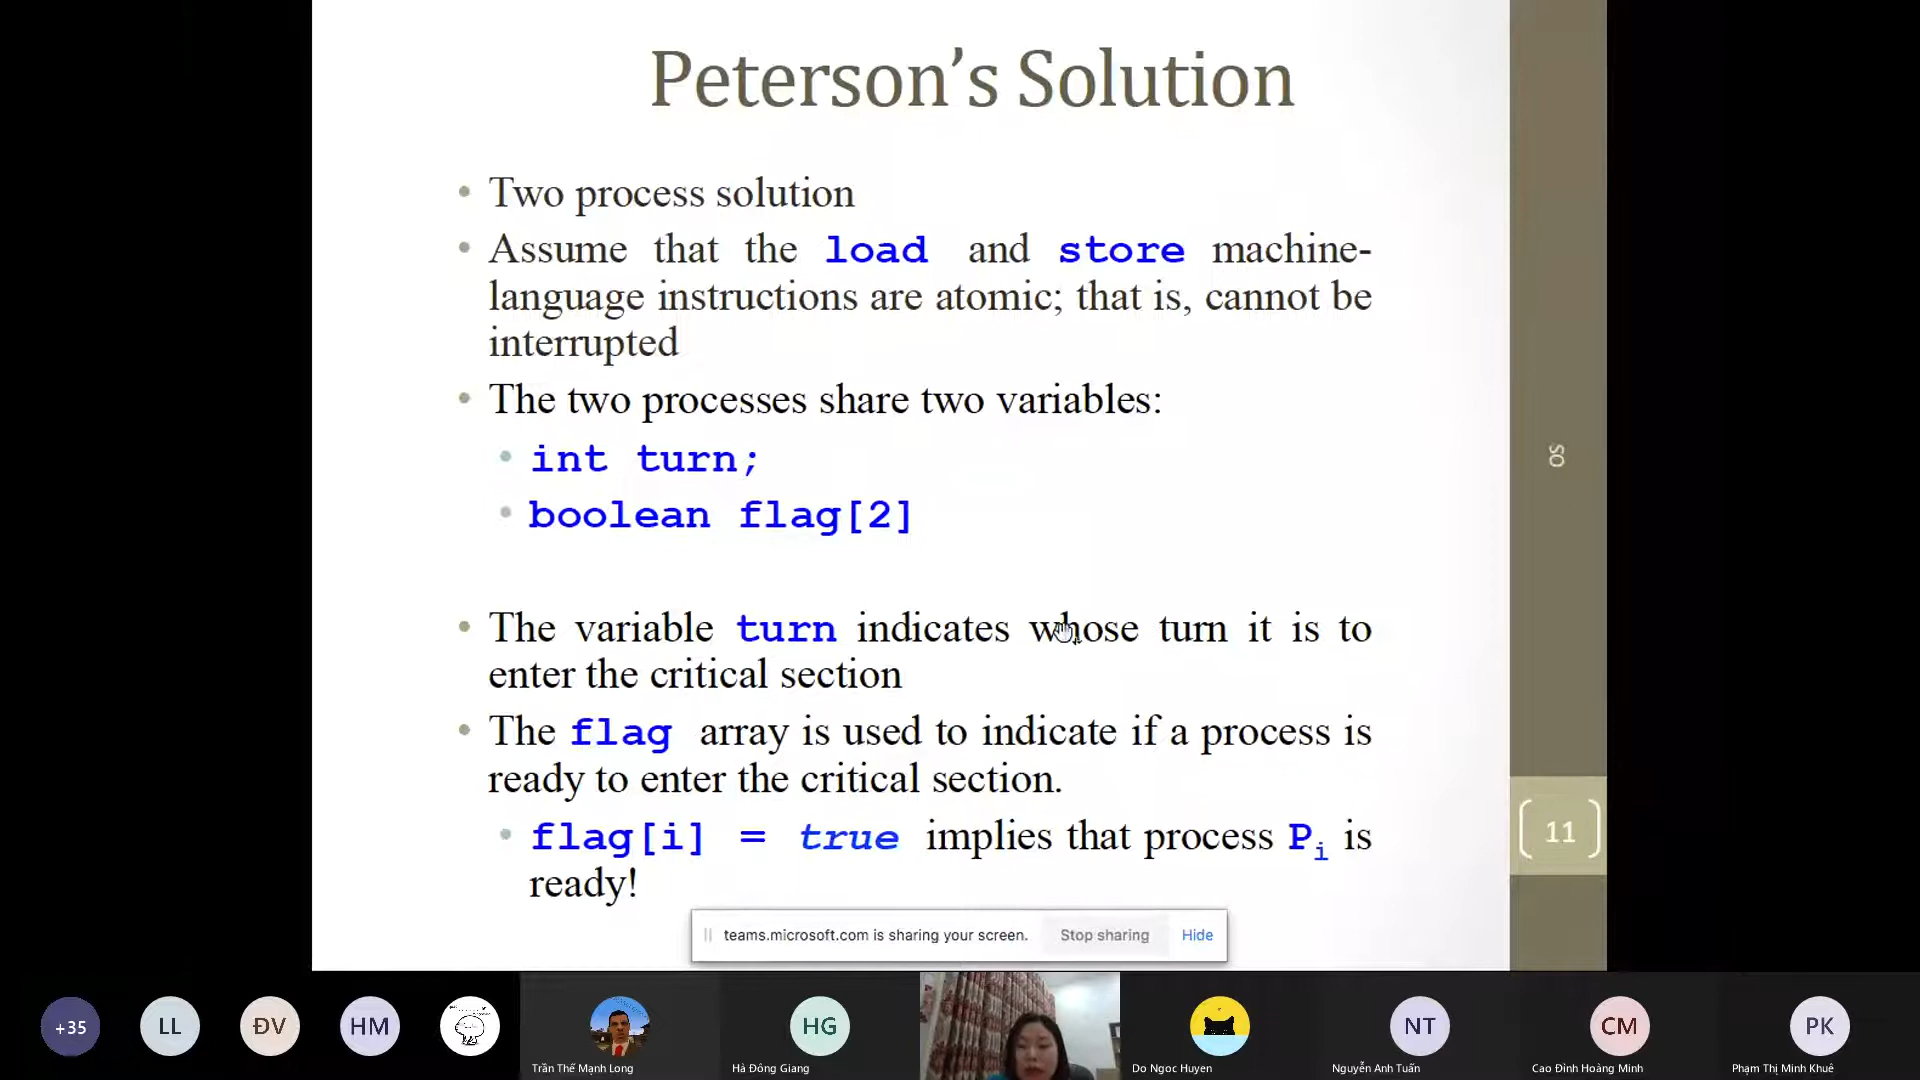 Peterson's Solution
• Two process solution
• Assume that the load and store machine-
language instructions are atomic; that is, cannot be
interrupted
• The two processes share two variables:
• int turn;
• boolean flag[2]
• The variable turn indicates whose turn it is to
enter the critical section
• The flag array is used to indicate if a process is
ready to enter the critical section.
• flag[i] = true implies that process Pi is
ready!
OS
11
teams.microsoft.com is sharing your screen. Stop sharing Hide
+35 LL ĐV HM HG NT CM PK
Trần Thế Mạnh Long Hà Đông Giang Do Ngoc Huyen Nguyễn Anh Tuấn Cao Đình Hoàng Minh Phạm Thị Minh Khuê